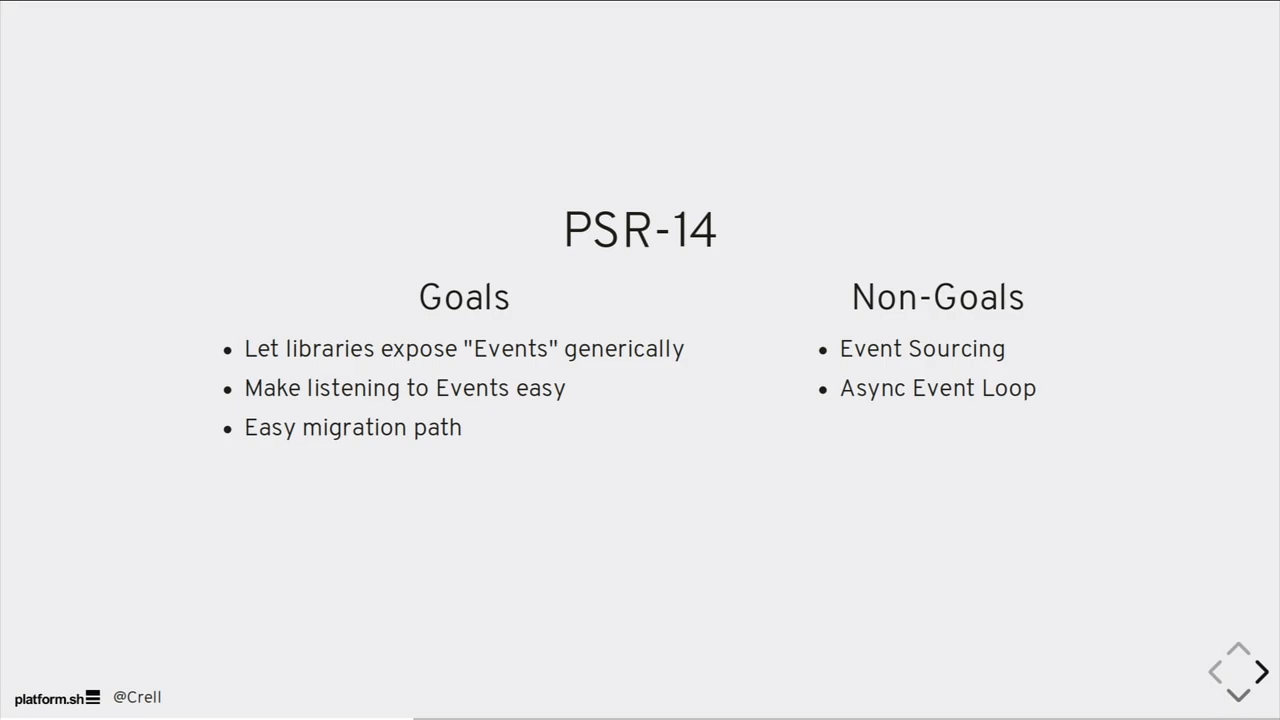 PSR-14
Goals
Let libraries expose "Events" generically
Make listening to Events easy
Easy migration path
Non-Goals
Event Sourcing
Async Event Loop
platform.sh @Crell